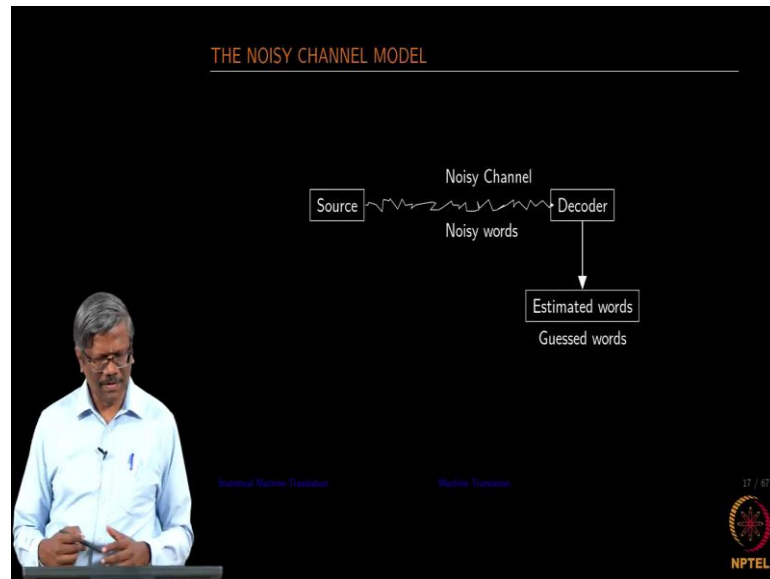 THE NOISY CHANNEL MODEL
Noisy Channel
Source
Decoder
Noisy words
Estimated words
Guessed words
Statistical Machine Translation
Machine Translation
17 / 67
NPTEL